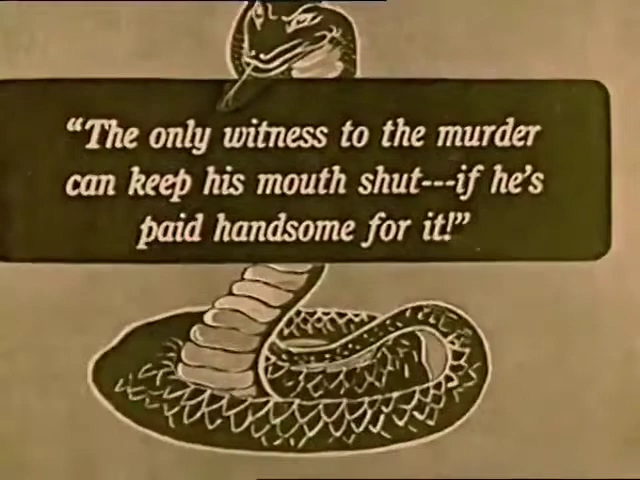 “The only witness to the murder
can keep his mouth shut---if he’s
paid handsome for it!”